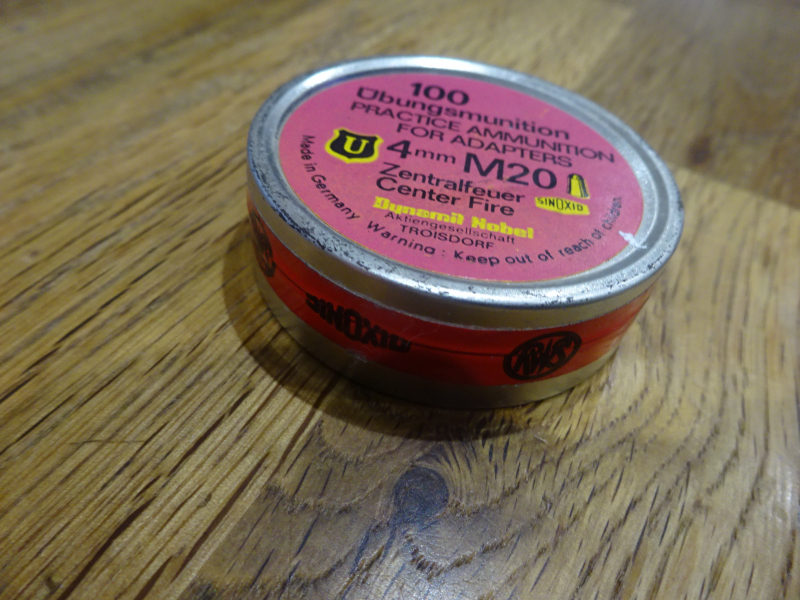 100
Übungsmunition
PRACTICE AMMUNITION
FOR ADAPTERS
U
4mm M20
Zentralfeuer
Center Fire
SINOXID
Dynamit Nobel
Aktiengesellschaft
TROISDORF
Made in Germany Warning: Keep out of reach of children
SINOXID
RWS